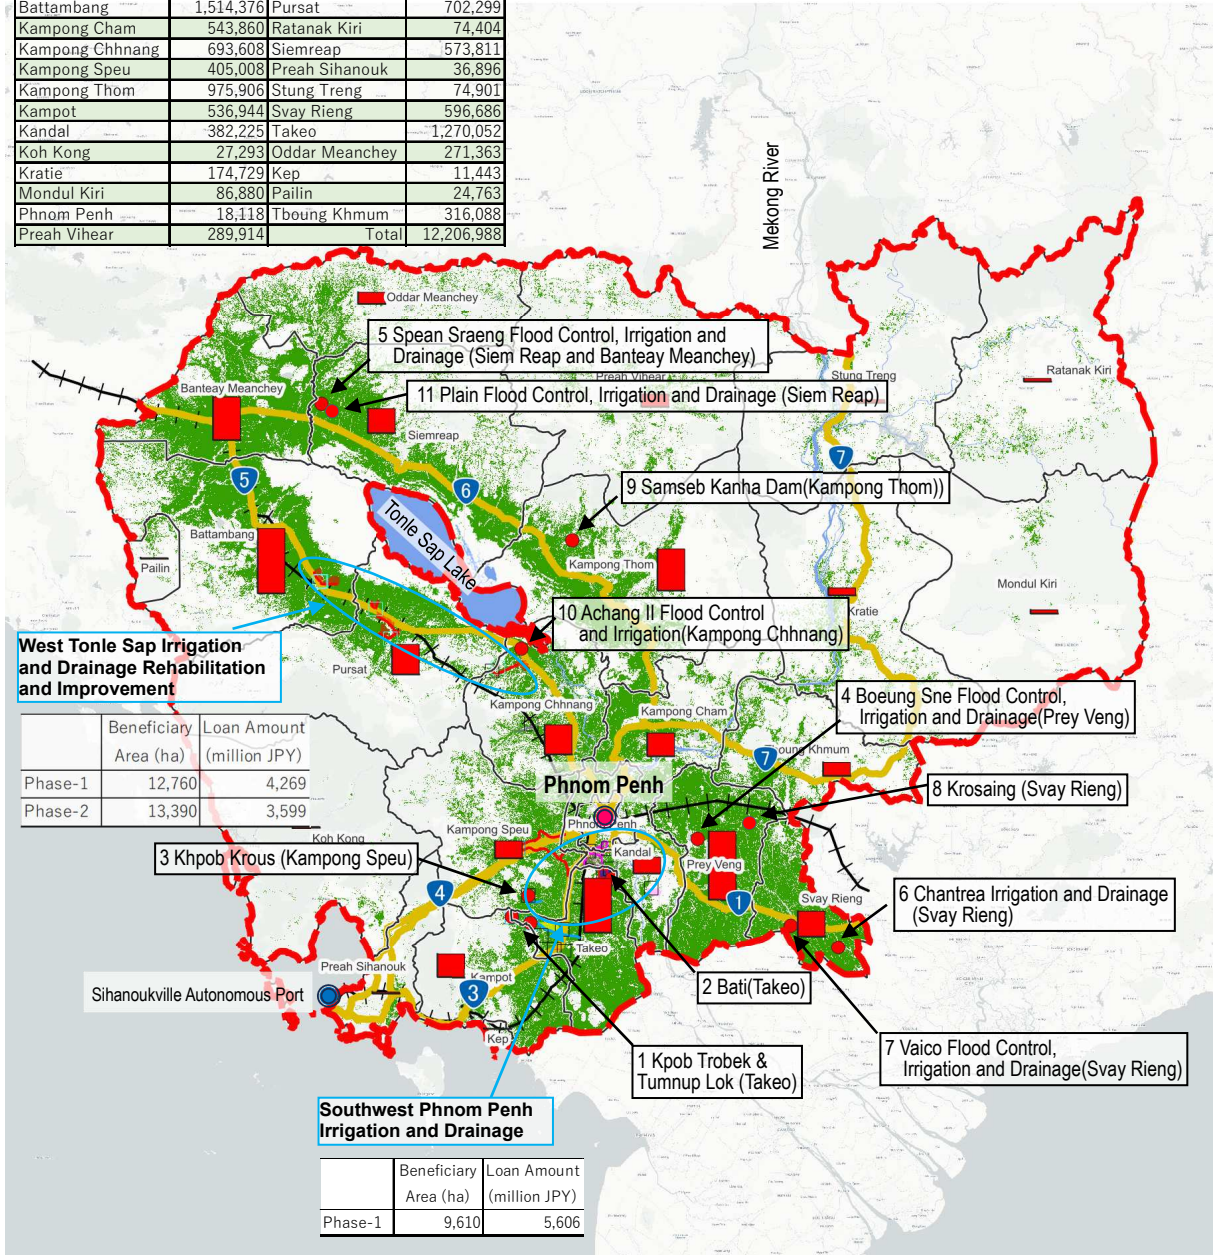 Battambang 1,514,376 Pursat 702,299
Kampong Cham 543,860 Ratanak Kiri 74,404
Kampong Chhnang 693,608 Siemreap 573,811
Kampong Speu 405,008 Preah Sihanouk 36,896
Kampong Thom 975,906 Stung Treng 74,901
Kampot 536,944 Svay Rieng 596,686
Kandal 382,225 Takeo 1,270,052
Koh Kong 27,293 Oddar Meanchey 271,363
Kratie 174,729 Kep 11,443
Mondul Kiri 86,880 Pailin 24,763
Phnom Penh 18,118 Tboung Khmum 316,088
Preah Vihear 289,914 Total 12,206,988
Mekong River
Oddar Meanchey
5 Spean Sraeng Flood Control, Irrigation and
Drainage (Siem Reap and Banteay Meanchey)
Preah Vihear
Stung Treng
Ratanak Kiri
Banteay Meanchey
11 Plain Flood Control, Irrigation and Drainage (Siem Reap)
Siemreap
7
5
6
9 Samseb Kanha Dam(Kampong Thom))
Tonle Sap Lake
Battambang
Pailin
Kampong Thom
Mondul Kiri
10 Achang II Flood Control
and Irrigation(Kampong Chhnang)
Kratie
West Tonle Sap Irrigation
and Drainage Rehabilitation
and Improvement
Pursat
Kampong Chhnang
Kampong Cham
4 Boeung Sne Flood Control,
Irrigation and Drainage(Prey Veng)
Beneficiary Loan Amount
Area (ha) (million JPY)
Phase-1 12,760 4,269
Phase-2 13,390 3,599
7
oung Khmum
Phnom Penh
8 Krosaing (Svay Rieng)
Phnom Penh
Kampong Speu
Koh Kong
3 Khpob Krous (Kampong Speu)
Kandal
Prey Veng
4
1
Svay Rieng
6 Chantrea Irrigation and Drainage
(Svay Rieng)
Takeo
Preah Sihanouk
Kampot
3
Sihanoukville Autonomous Port
2 Bati(Takeo)
Kep
1 Kpob Trobek &
Tumnup Lok (Takeo)
7 Vaico Flood Control,
Irrigation and Drainage(Svay Rieng)
Southwest Phnom Penh
Irrigation and Drainage
Beneficiary Loan Amount
Area (ha) (million JPY)
Phase-1 9,610 5,606